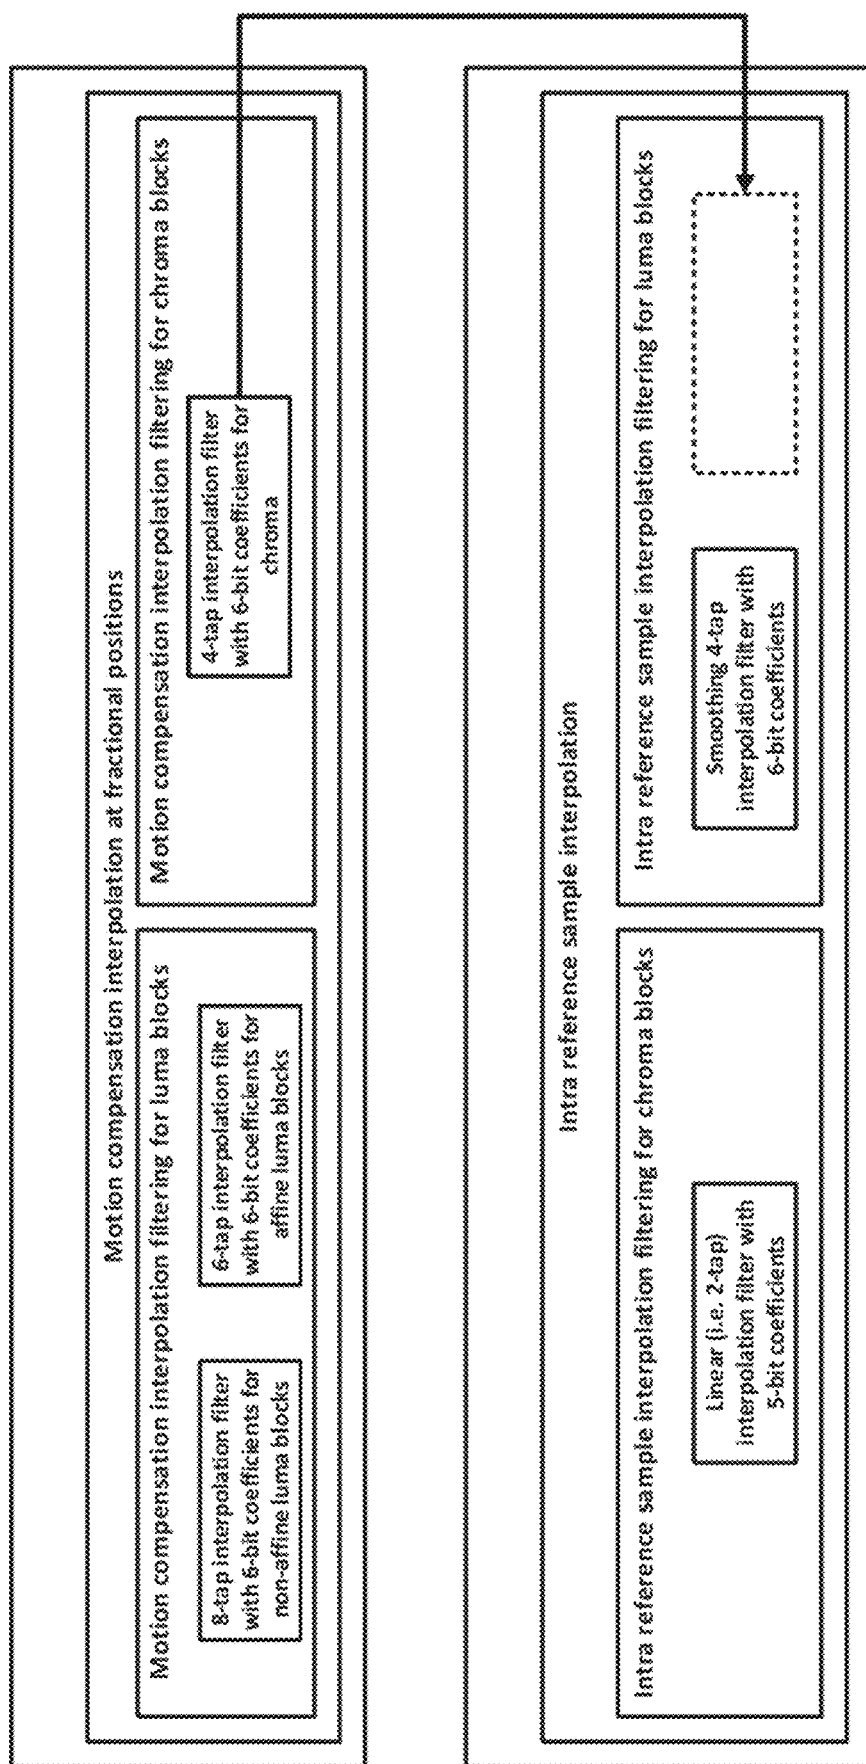 Motion compensation interpolation at fractional positions
Motion compensation interpolation filtering for luma blocks
8-tap interpolation filter
with 6-bit coefficients for
non-affine luma blocks
6-tap interpolation filter
with 6-bit coefficients for
affine luma blocks
Motion compensation interpolation filtering for chroma blocks
4-tap interpolation filter
with 6-bit coefficients for
chroma
Intra reference sample interpolation
Intra reference sample interpolation filtering for chroma blocks
Linear (i.e. 2-tap)
interpolation filter with
5-bit coefficients
Intra reference sample interpolation filtering for luma blocks
Smoothing 4-tap
interpolation filter with
6-bit coefficients